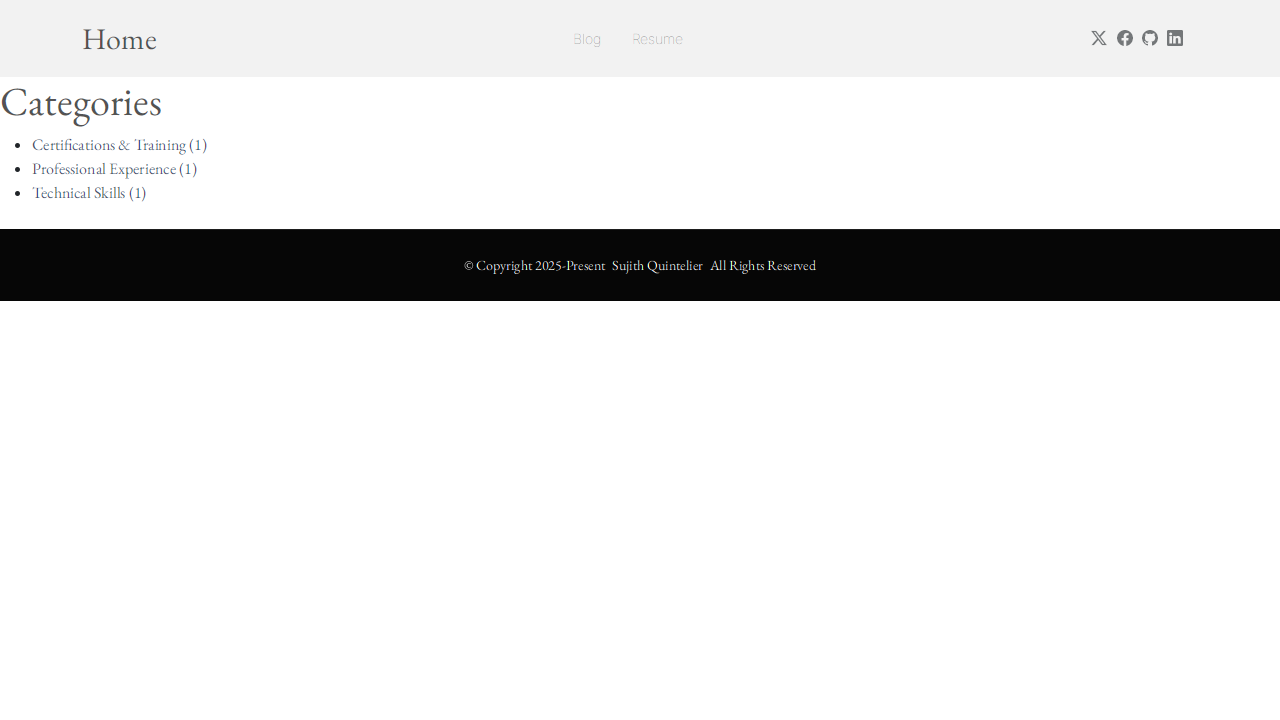 Home
Blog
Resume
Categories
Certifications & Training (1)
Professional Experience (1)
Technical Skills (1)
© Copyright 2025-Present Sujith Quintelier All Rights Reserved